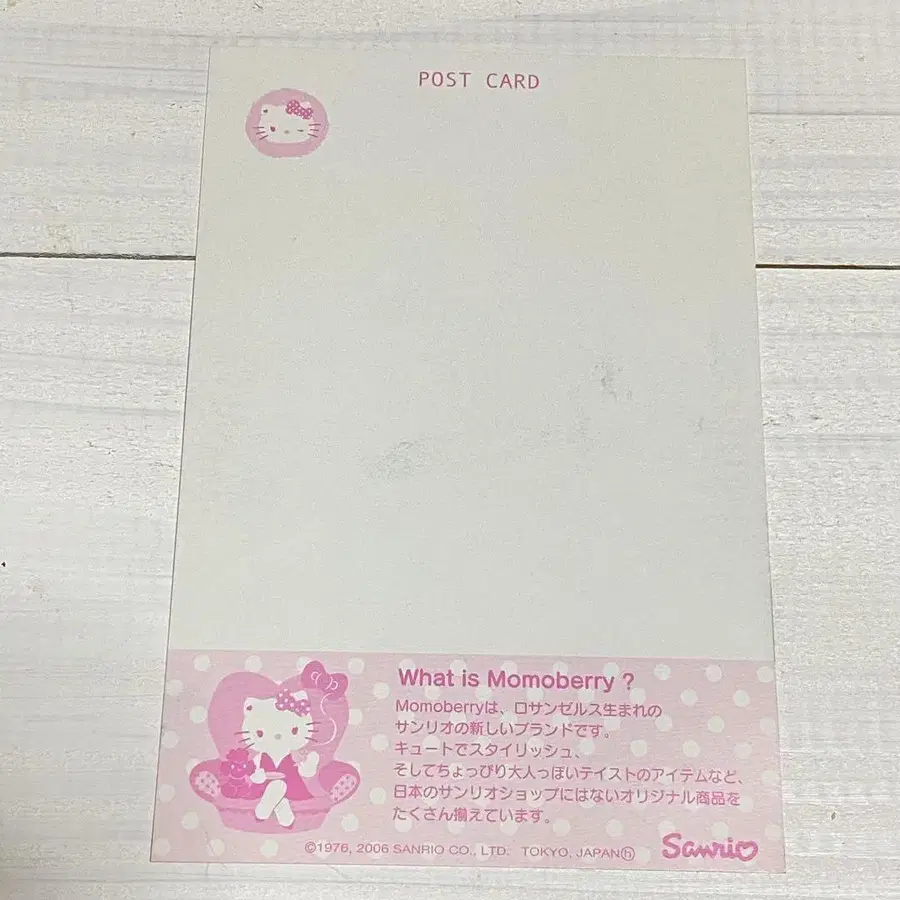 POST CARD
What is Momoberry ?
Momoberryは、ロサンゼルス生まれの
サンリオの新しいブランドです。
キュートでスタイリッシュ、
そしてちょっぴり大人っぽいテイストのアイテムなど、
日本のサンリオショップにはないオリジナル商品を
たくさん揃えています。
©1976, 2006 SANRIO CO., LTD. TOKYO, JAPAN ⓗ
Sanrio